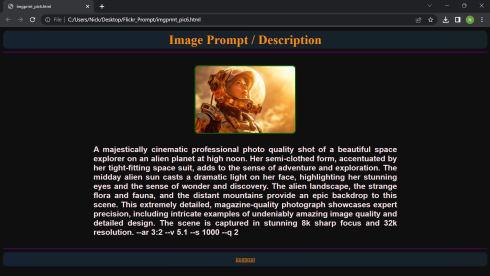 imgprmt_pic6.html
File
C:/Users/Nick/Desktop/Flickr_Prompt/imgprmt_pic6.html
Image Prompt / Description
A majestically cinematic professional photo quality shot of a beautiful space
explorer on an alien planet at high noon. Her semi-clothed form, accentuated by
her tight-fitting space suit, adds to the sense of adventure and exploration. The
midday alien sun casts a dramatic light on her face, highlighting her stunning
eyes and the sense of wonder and discovery. The alien landscape, the strange
flora and fauna, and the distant mountains provide an epic backdrop to this
scene. This extremely detailed, magazine-quality photograph showcases expert
precision, including intricate examples of undeniably amazing image quality and
detailed design. The scene is captured in stunning 8k sharp focus and 32k
resolution. --ar 3:2 --v 5.1 --s 1000 --q 2